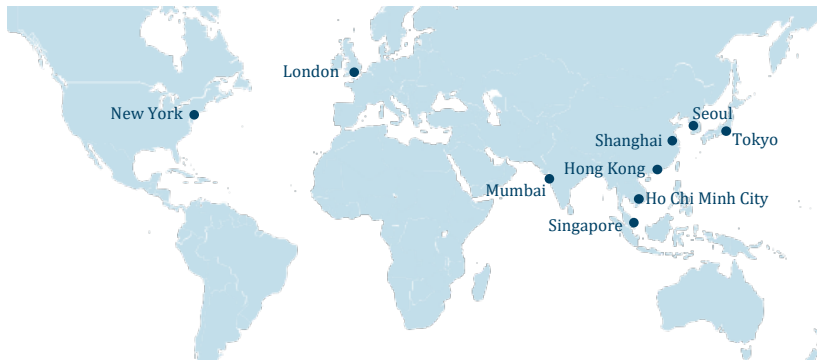 London
New York
Seoul
Shanghai
Tokyo
Hong Kong
Mumbai
Ho Chi Minh City
Singapore